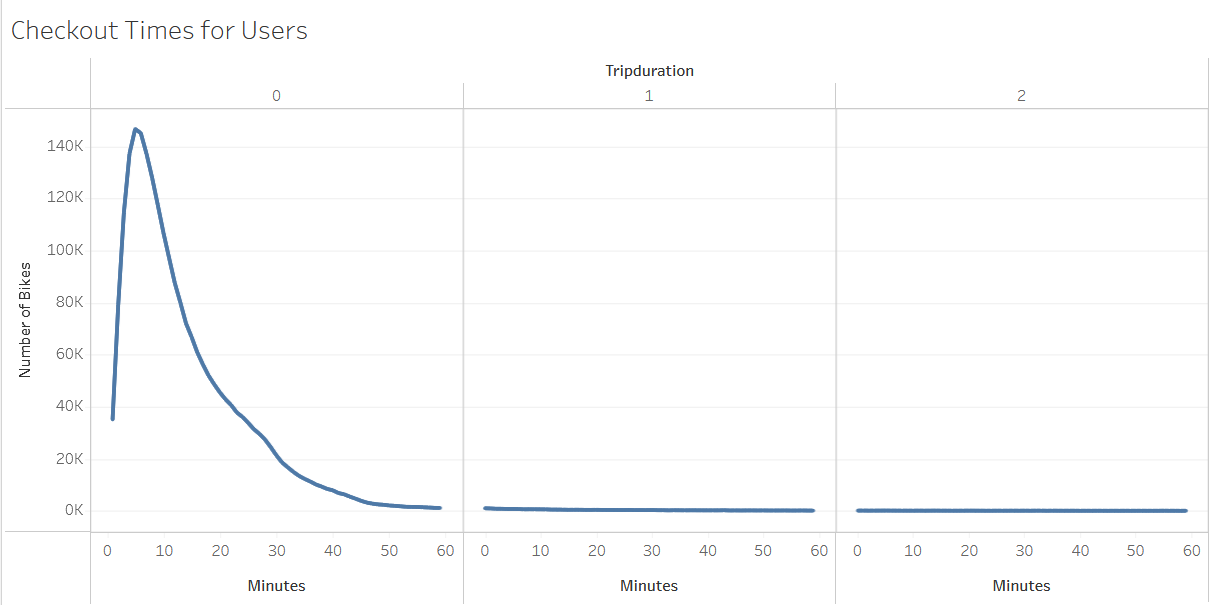 Checkout Times for Users
Tripduration
0 1 2
Number of Bikes
140K
120K
100K
80K
60K
40K
20K
0K
0 10 20 30 40 50 60 0 10 20 30 40 50 60 0 10 20 30 40 50 60
Minutes Minutes Minutes